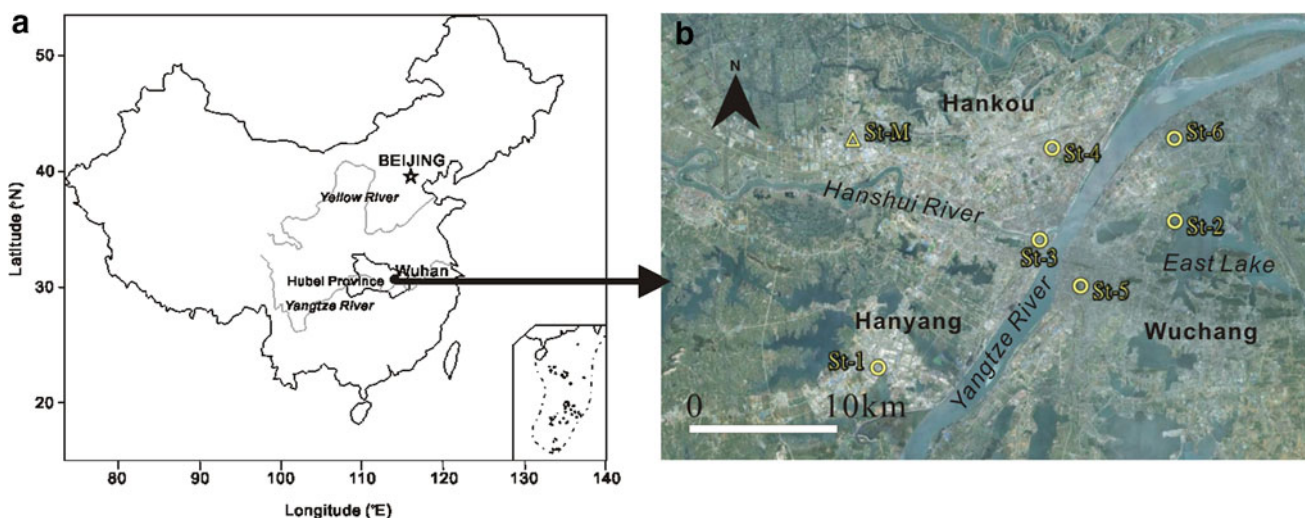 a
50
40
30
20
Latitude (°N)
80
90
100
110
120
130
140
Longitude (°E)
BEIJING
Yellow River
Wuhan
Hubei Province
Yangtze River
b
N
Hankou
St-M
St-4
St-6
Hanshui River
St-2
St-3
East Lake
St-5
Hanyang
Wuchang
Yangtze River
St-1
0
10km